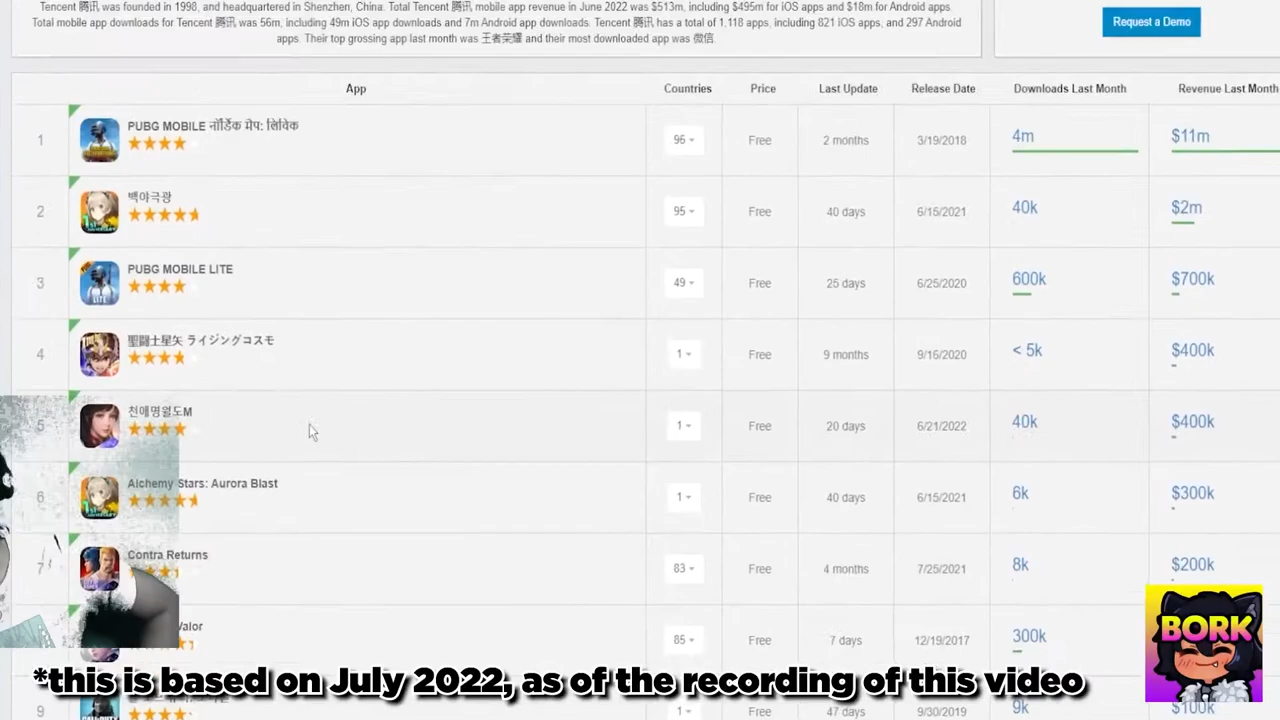 Tencent 腾讯 was founded in 1998, and headquartered in Shenzhen, China. Total Tencent 腾讯 mobile app revenue in June 2022 was $513m, including $495m for iOS apps and $18m for Android apps.
Total mobile app downloads for Tencent 腾讯 was 56m, including 49m iOS app downloads and 7m Android app downloads. Tencent 腾讯 has a total of 1,118 apps, including 821 iOS apps, and 297 Android
apps. Their top grossing app last month was 王者荣耀 and their most downloaded app was 微信.
Request a Demo
App Countries Price Last Update Release Date Downloads Last Month Revenue Last Month
1 PUBG MOBILE नॉर्डिक मैप: लिविक 96 Free 2 months 3/19/2018 4m $11m
2 백야극광 95 Free 40 days 6/15/2021 40k $2m
3 PUBG MOBILE LITE 49 Free 25 days 6/25/2020 600k $700k
4 聖闘士星矢 ライジングコスモ 1 Free 9 months 9/16/2020 < 5k $400k
5 천애명월도M 1 Free 20 days 6/21/2022 40k $400k
6 Alchemy Stars: Aurora Blast 1 Free 40 days 6/15/2021 6k $300k
7 Contra Returns 83 Free 4 months 7/25/2021 8k $200k
Valor 85 Free 7 days 12/19/2017 300k
*this is based on July 2022, as of the recording of this video
BORK
9 1 Free 47 days 9/30/2019 9k $100k